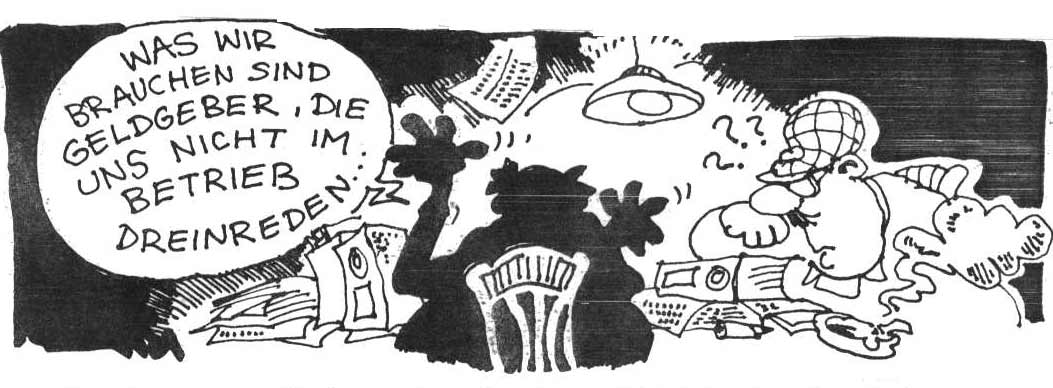 WAS WIR
BRAUCHEN SIND
GELDGEBER, DIE
UNS NICHT IM
BETRIEB
DREINREDEN...
???